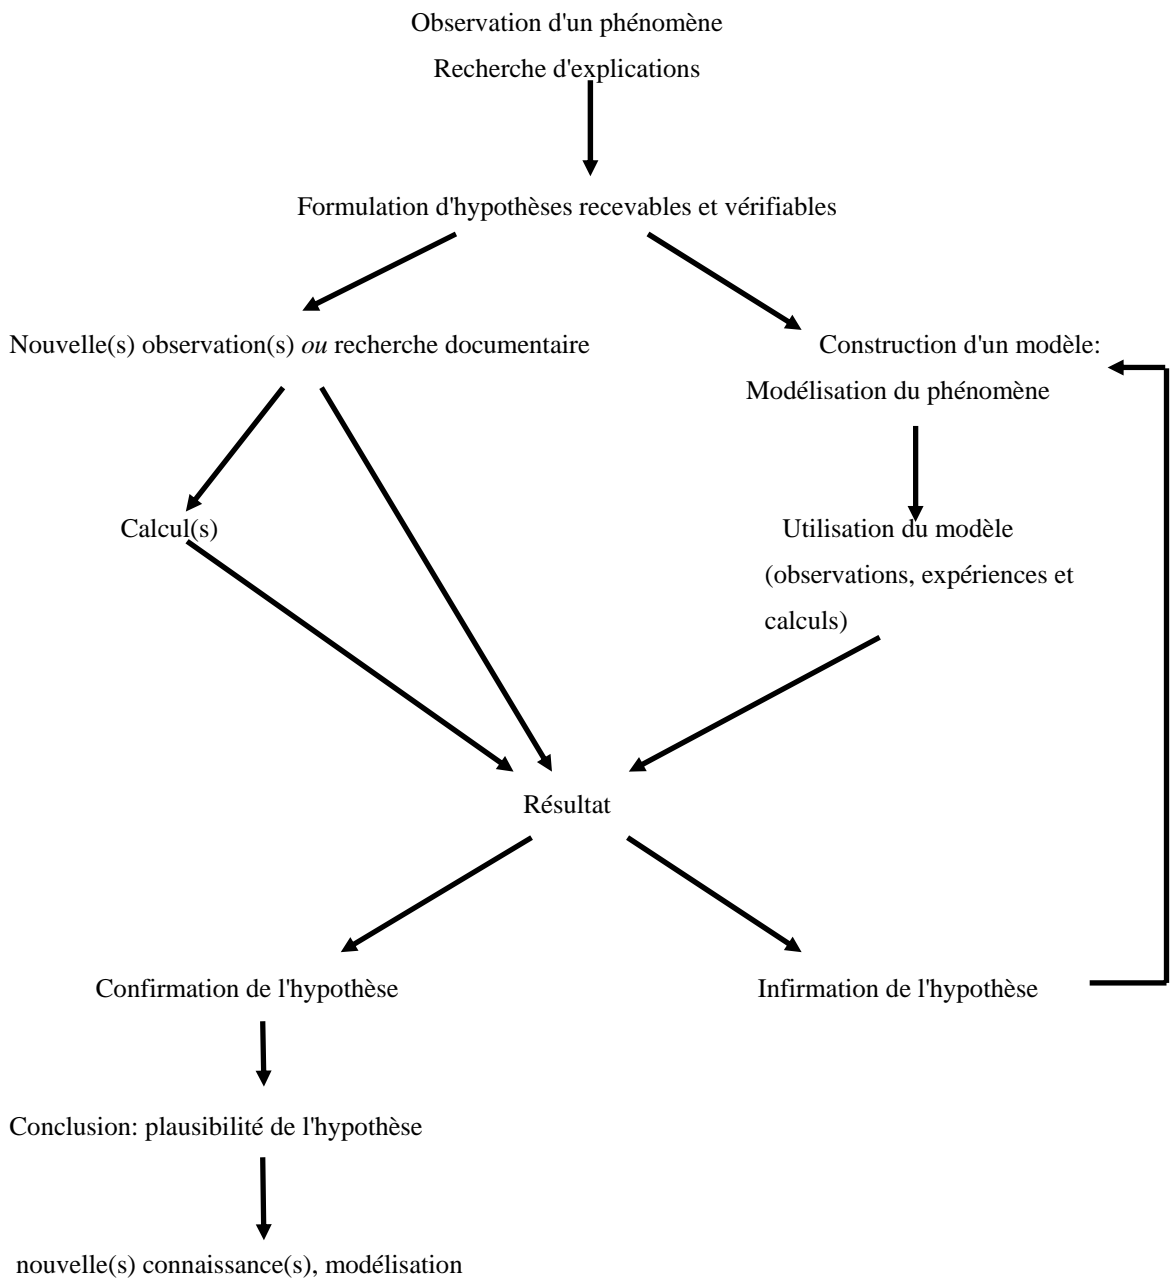 Observation d'un phénomène
Recherche d'explications
Formulation d'hypothèses recevables et vérifiables
Nouvelle(s) observation(s) ou recherche documentaire
Construction d'un modèle:
Modélisation du phénomène
Calcul(s)
Utilisation du modèle
(observations, expériences et
calculs)
Résultat
Confirmation de l'hypothèse
Infirmation de l'hypothèse
Conclusion: plausibilité de l'hypothèse
nouvelle(s) connaissance(s), modélisation